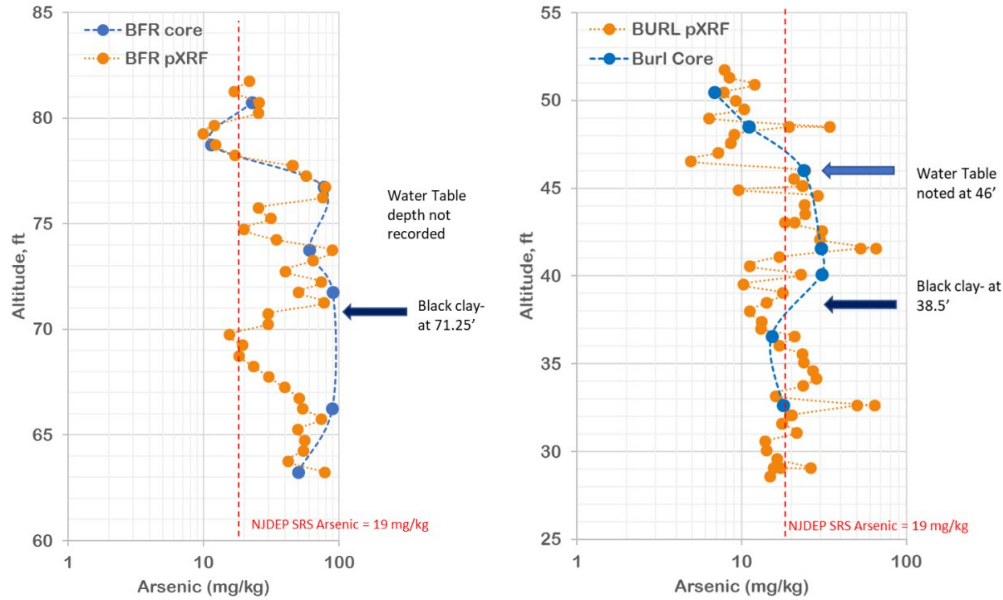 85
BFR core
BFR pXRF
80
75
70
65
60
Altitude, ft
Water Table
depth not
recorded
Black clay-
at 71.25’
NJDEP SRS Arsenic = 19 mg/kg
1
10
100
Arsenic (mg/kg)
55
BURL pXRF
Burl Core
50
45
40
35
30
25
Altitude, ft
Water Table
noted at 46’
Black clay- at
38.5’
NJDEP SRS Arsenic = 19 mg/kg
1
10
100
Arsenic (mg/kg)